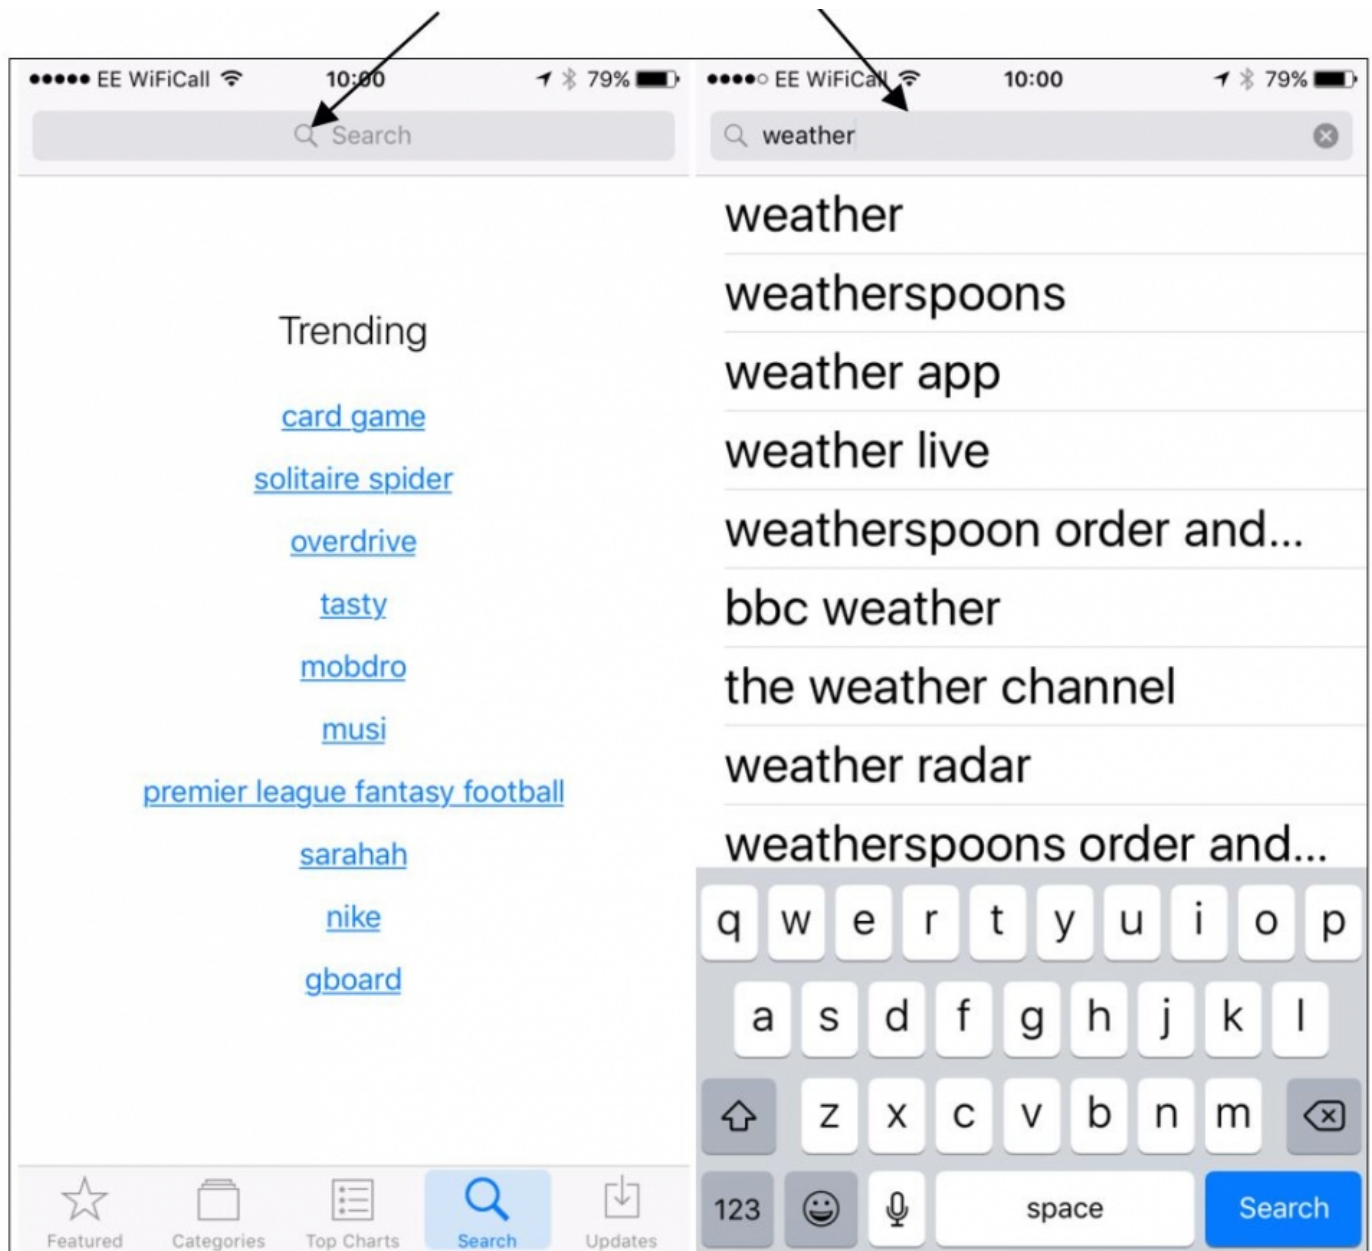 EE WiFiCall 10:00 79%
Search
Trending
card game
solitaire spider
overdrive
tasty
mobdro
musi
premier league fantasy football
sarahah
nike
gboard
Featured Categories Top Charts Search Updates
EE WiFiCall 10:00 79%
weather
weather
weatherspoons
weather app
weather live
weatherspoon order and...
bbc weather
the weather channel
weather radar
weatherspoons order and...
q w e r t y u i o p
a s d f g h j k l
z x c v b n m
123 space Search